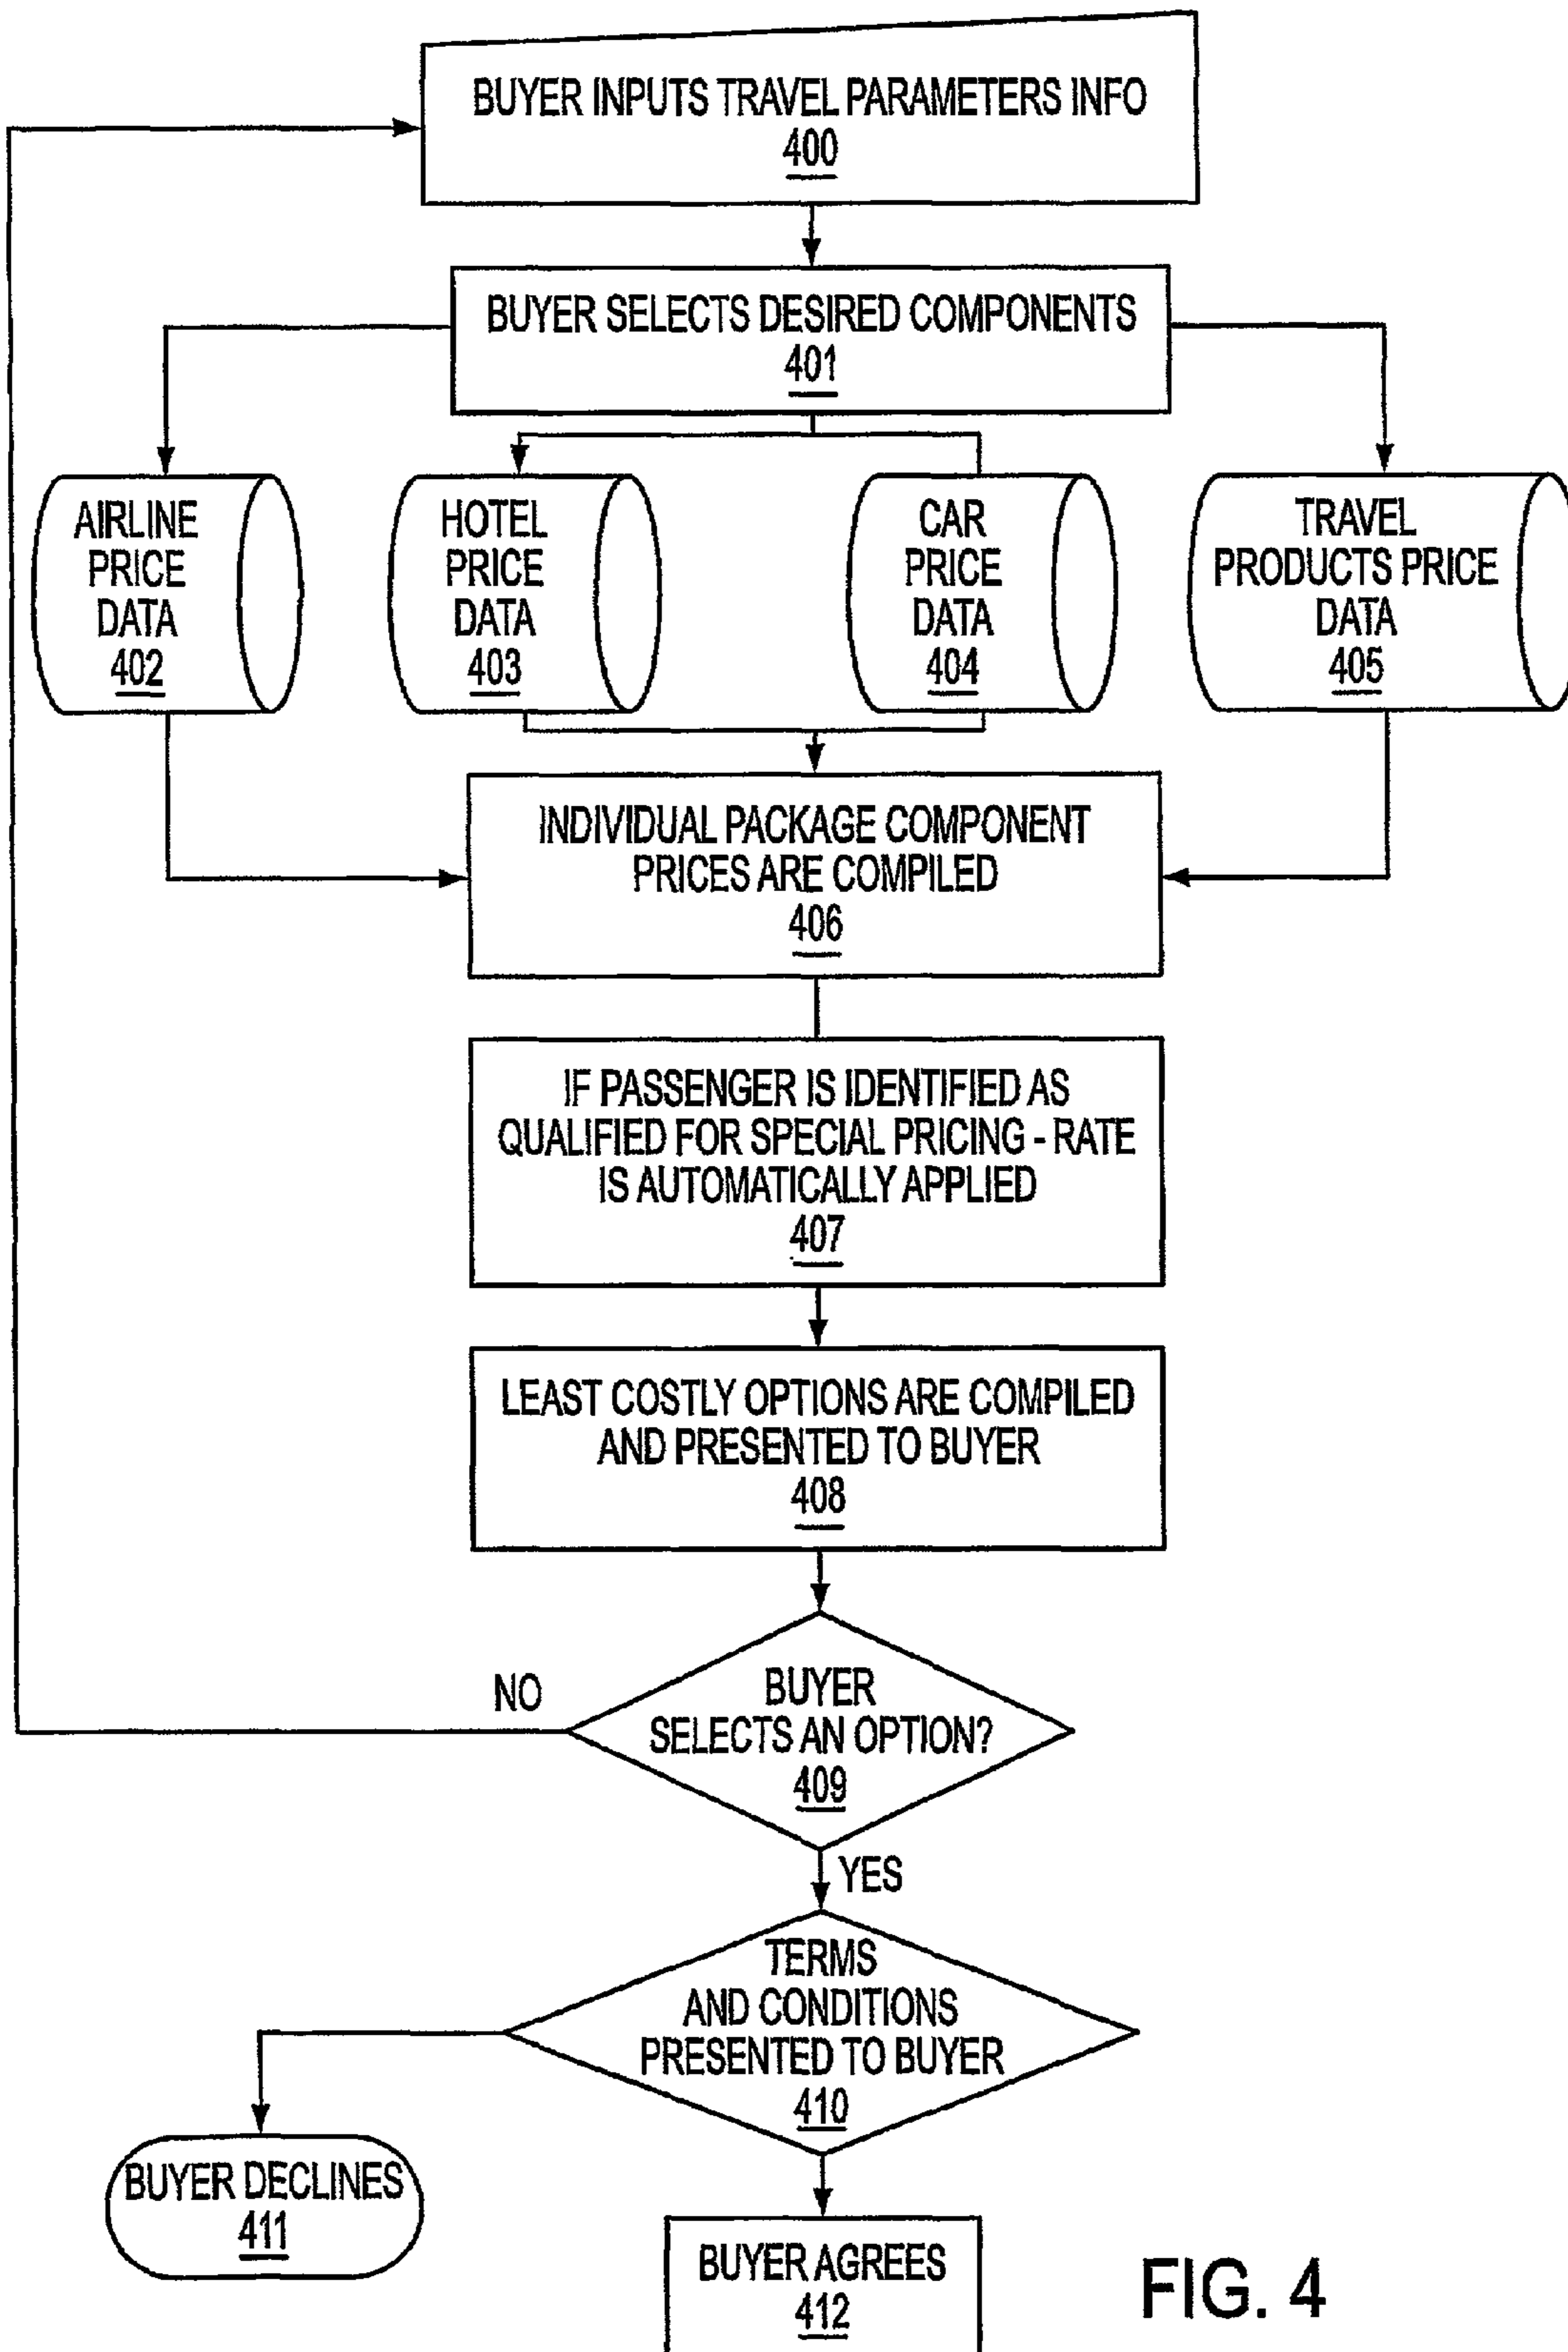 BUYER INPUTS TRAVEL PARAMETERS INFO
400
BUYER SELECTS DESIRED COMPONENTS
401
AIRLINE
PRICE
DATA
402
HOTEL
PRICE
DATA
403
CAR
PRICE
DATA
404
TRAVEL
PRODUCTS PRICE
DATA
405
INDIVIDUAL PACKAGE COMPONENT
PRICES ARE COMPILED
406
IF PASSENGER IS IDENTIFIED AS
QUALIFIED FOR SPECIAL PRICING - RATE
IS AUTOMATICALLY APPLIED
407
LEAST COSTLY OPTIONS ARE COMPILED
AND PRESENTED TO BUYER
408
NO
BUYER
SELECTS AN OPTION?
409
YES
TERMS
AND CONDITIONS
PRESENTED TO BUYER
410
BUYER DECLINES
411
BUYER AGREES
412
FIG. 4